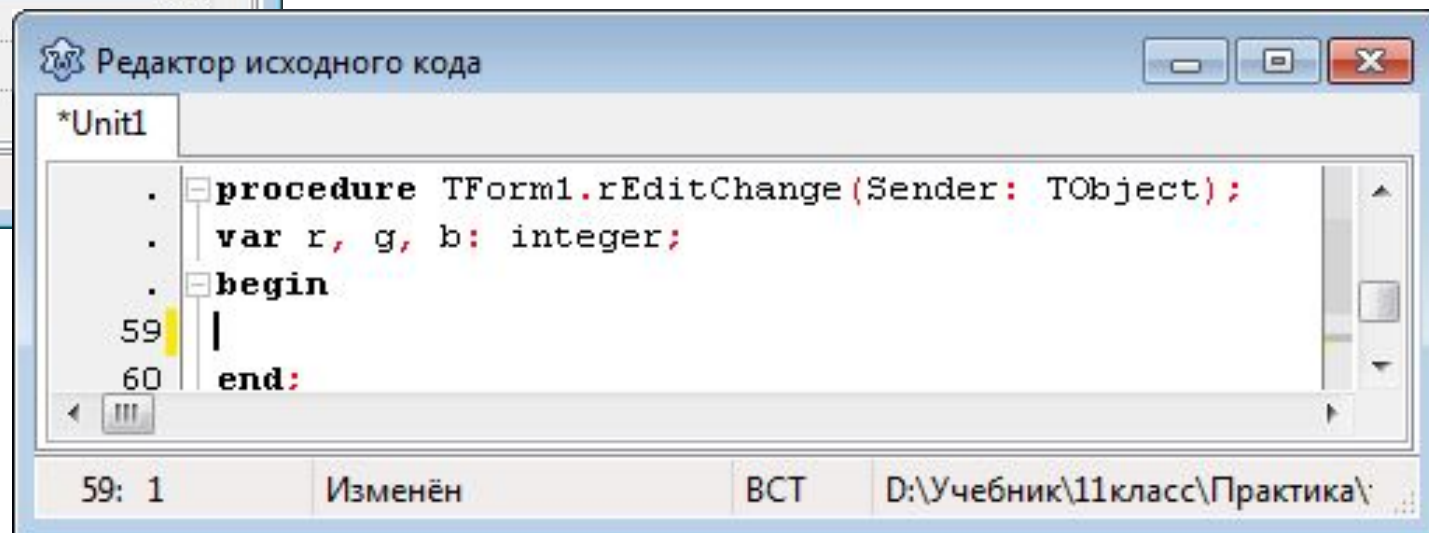 Редактор исходного кода
*Unit1
. procedure TForm1.rEditChange(Sender: TObject);
. var r, g, b: integer;
. begin
59
60 end;
59: 1 Изменён ВСТ D:\Учебник\11класс\Практика\